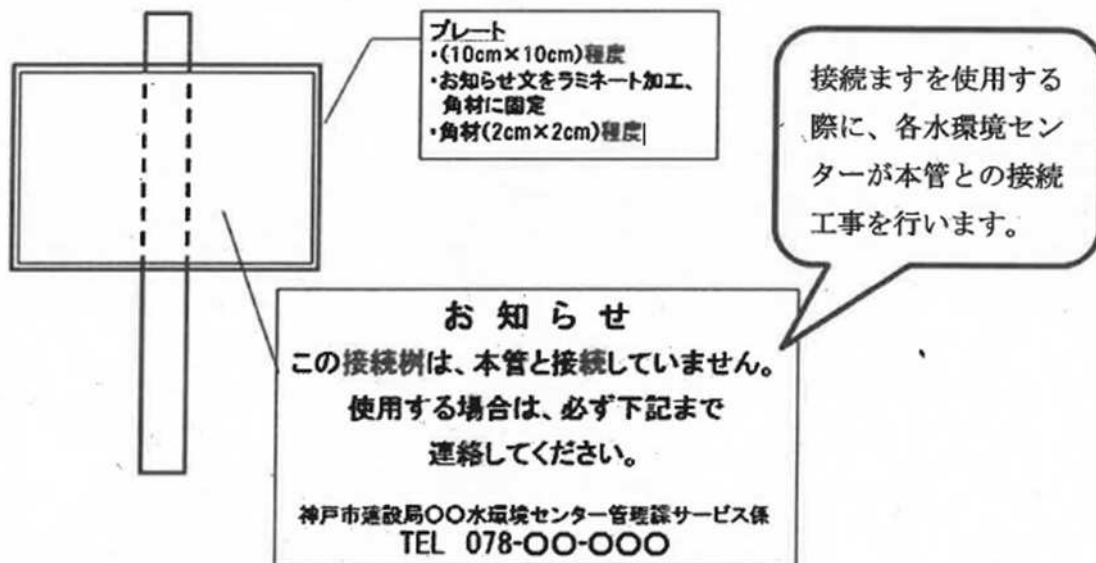 プレート
・(10cm×10cm)程度
・お知らせ文をラミネート加工、
角材に固定
・角材(2cm×2cm)程度
接続ますを使用する
際に、各水環境セン
ターが本管との接続
工事を行います。
お知らせ
この接続桝は、本管と接続していません。
使用する場合は、必ず下記まで
連絡してください。
神戸市建設局〇〇水環境センター管理課サービス係
TEL 078-〇〇-〇〇〇